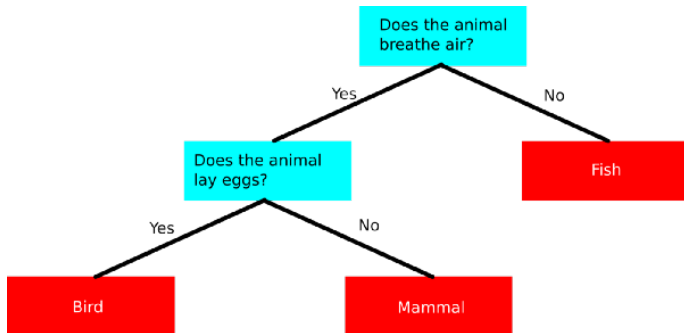 Does the animal
breathe air?
Yes
No
Does the animal
lay eggs?
Fish
Yes
No
Bird
Mammal